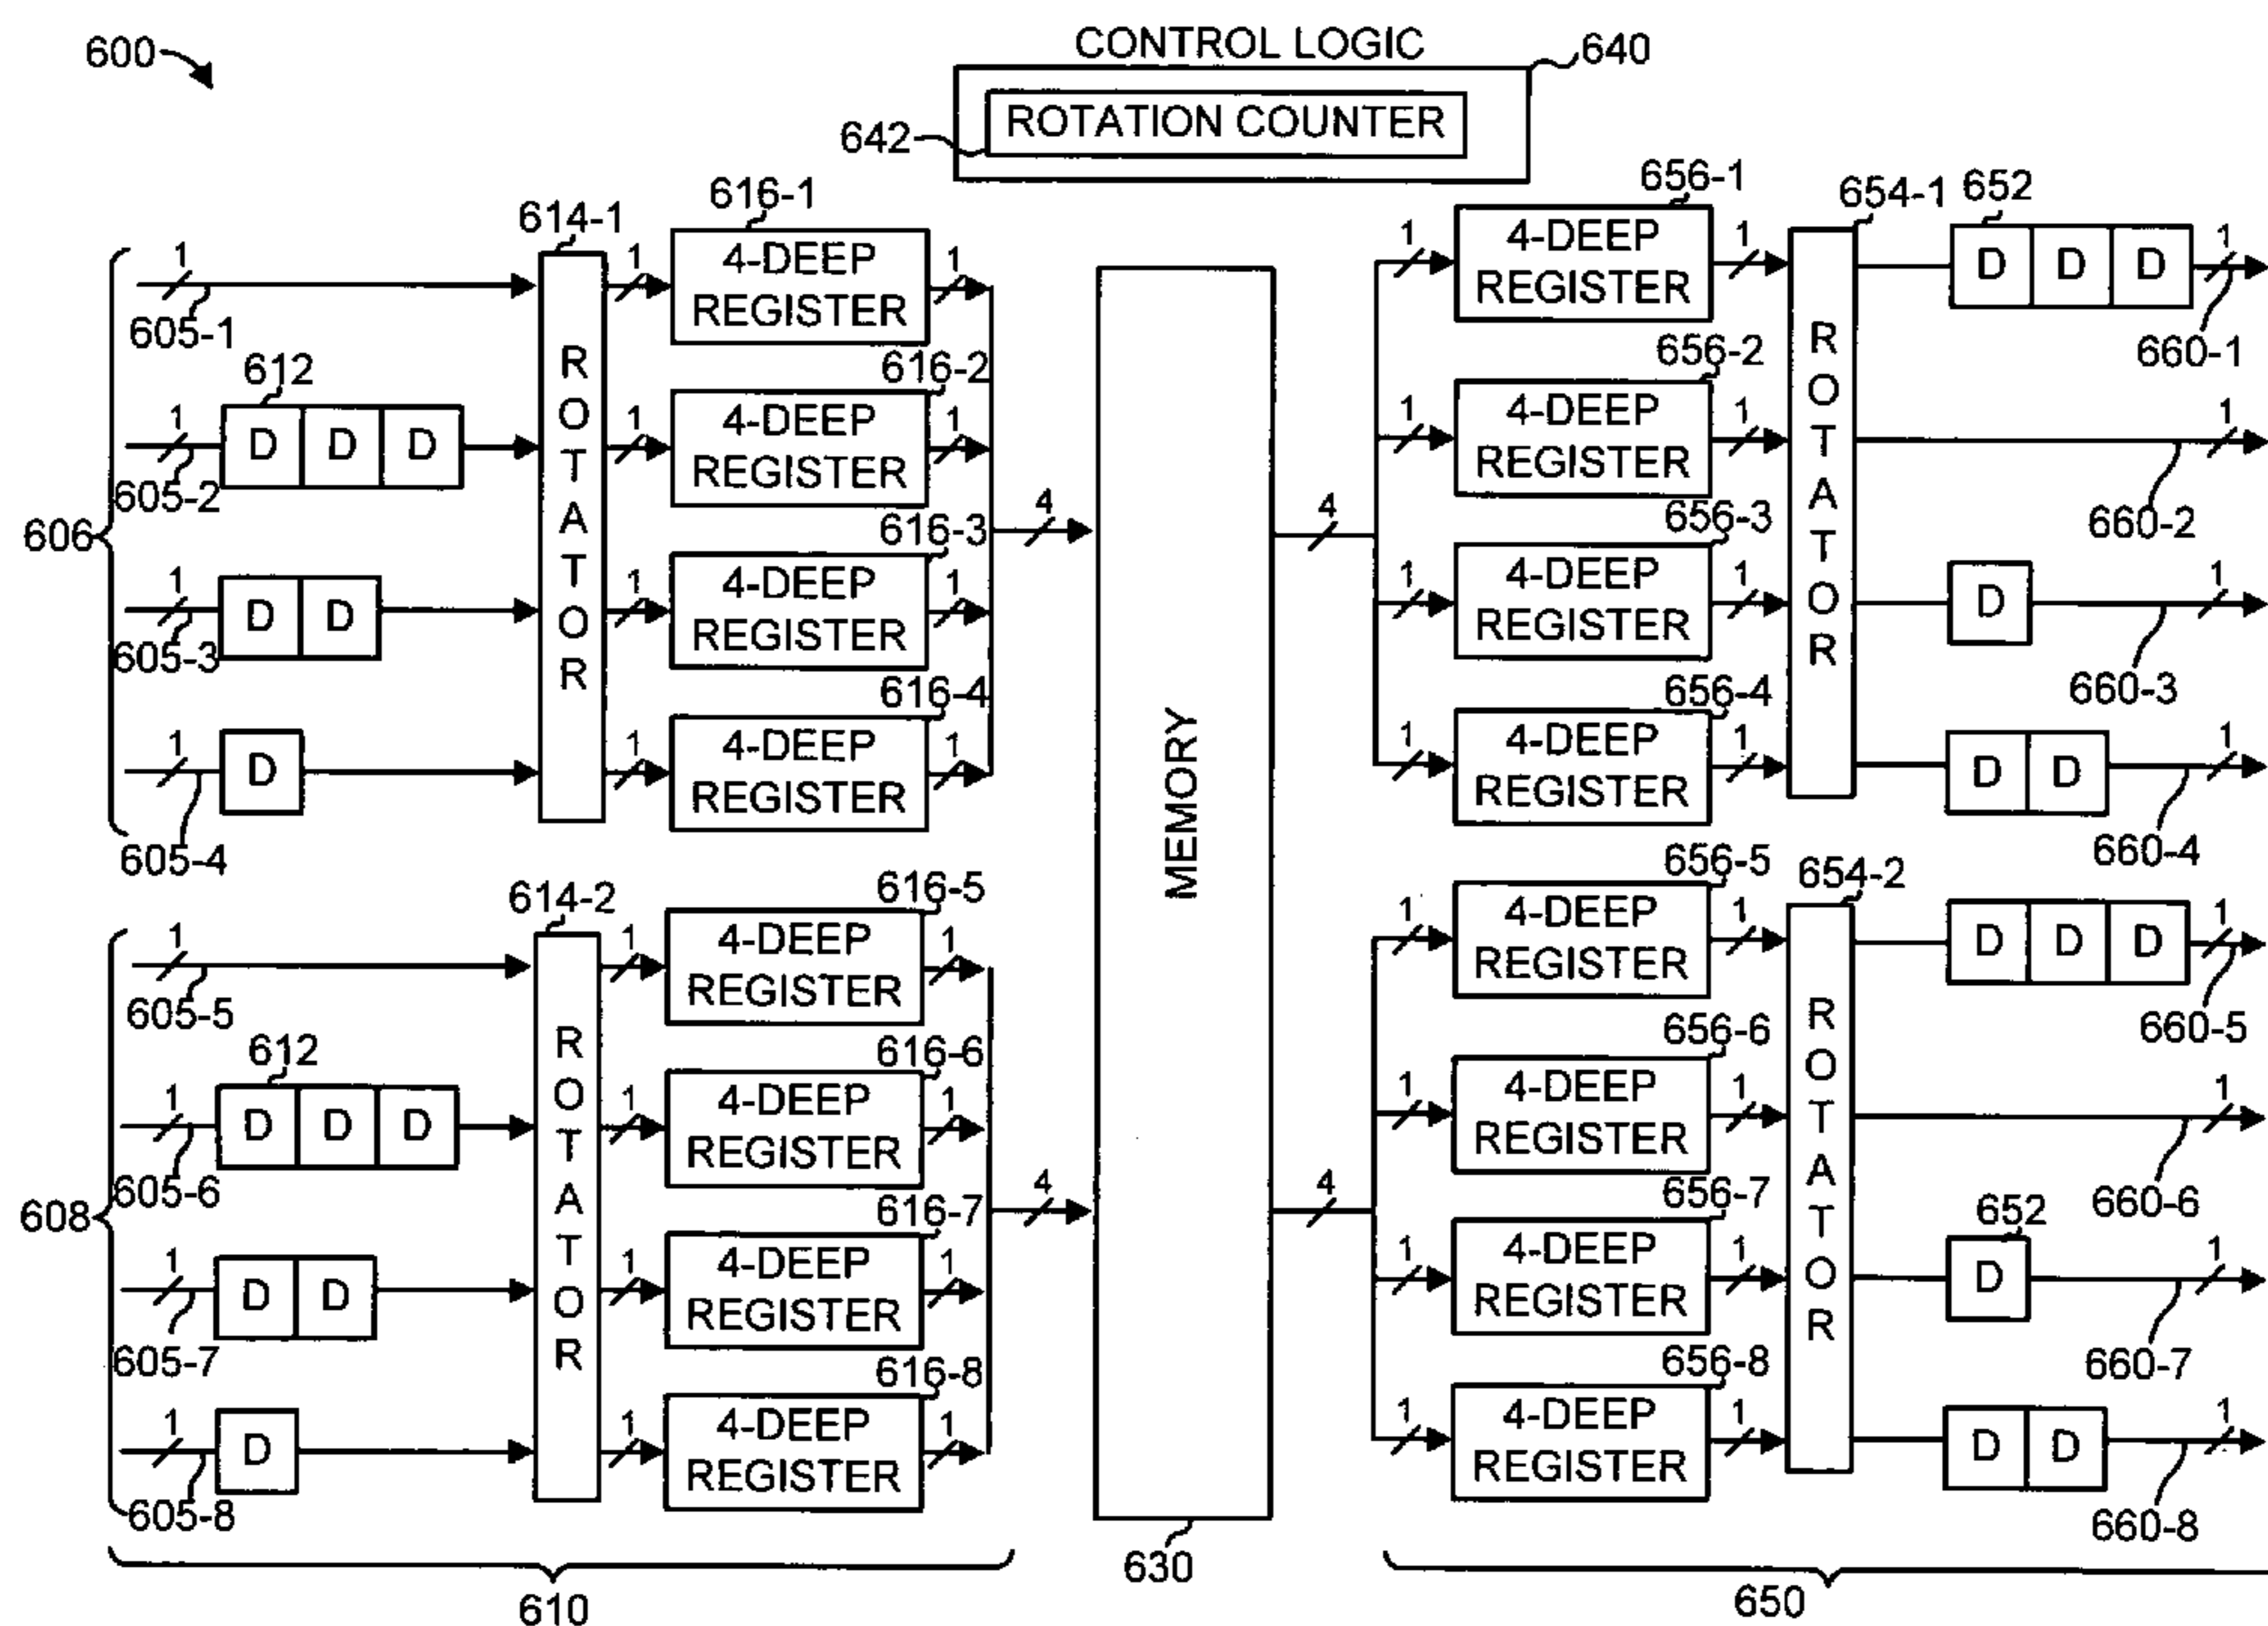 600
CONTROL LOGIC
640
ROTATION COUNTER
642
606
1
605-1
612
1
D D D
605-2
1
D D
605-3
1
D
605-4
614-1
ROTATOR
616-1
1
4-DEEP
REGISTER
1
616-2
1
4-DEEP
REGISTER
1
616-3
1
4-DEEP
REGISTER
1
616-4
1
4-DEEP
REGISTER
1
4
608
1
605-5
612
1
D D D
605-6
1
D D
605-7
1
D
605-8
614-2
ROTATOR
616-5
1
4-DEEP
REGISTER
1
616-6
1
4-DEEP
REGISTER
1
616-7
1
4-DEEP
REGISTER
1
616-8
1
4-DEEP
REGISTER
1
4
610
MEMORY
630
4
656-1
1
4-DEEP
REGISTER
1
656-2
1
4-DEEP
REGISTER
1
656-3
1
4-DEEP
REGISTER
1
656-4
1
4-DEEP
REGISTER
1
654-1
ROTATOR
652
D D D
1
660-1
1
660-2
D
1
660-3
D D
1
660-4
4
656-5
1
4-DEEP
REGISTER
1
656-6
1
4-DEEP
REGISTER
1
656-7
1
4-DEEP
REGISTER
1
656-8
1
4-DEEP
REGISTER
1
654-2
ROTATOR
D D D
1
660-5
1
660-6
652
D
1
660-7
D D
1
660-8
650